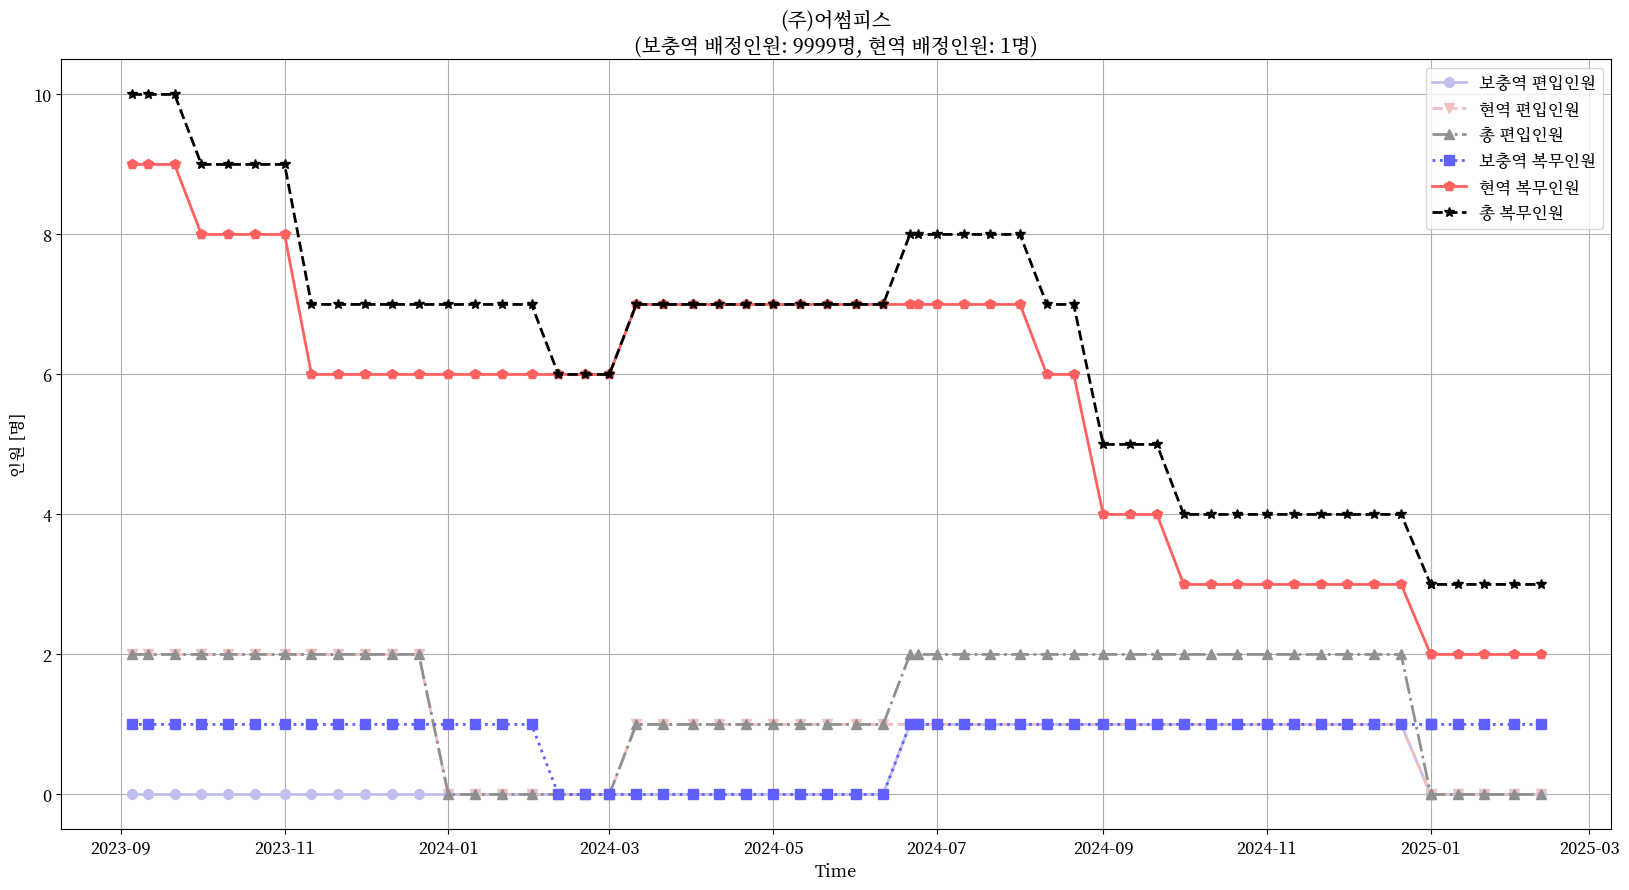 (주)어썸피스
(보충역 배정인원: 9999명, 현역 배정인원: 1명)
보충역 편입인원
현역 편입인원
총 편입인원
보충역 복무인원
현역 복무인원
총 복무인원
인원 [명]
10
8
6
4
2
0
2023-09
2023-11
2024-01
2024-03
2024-05
2024-07
2024-09
2024-11
2025-01
2025-03
Time